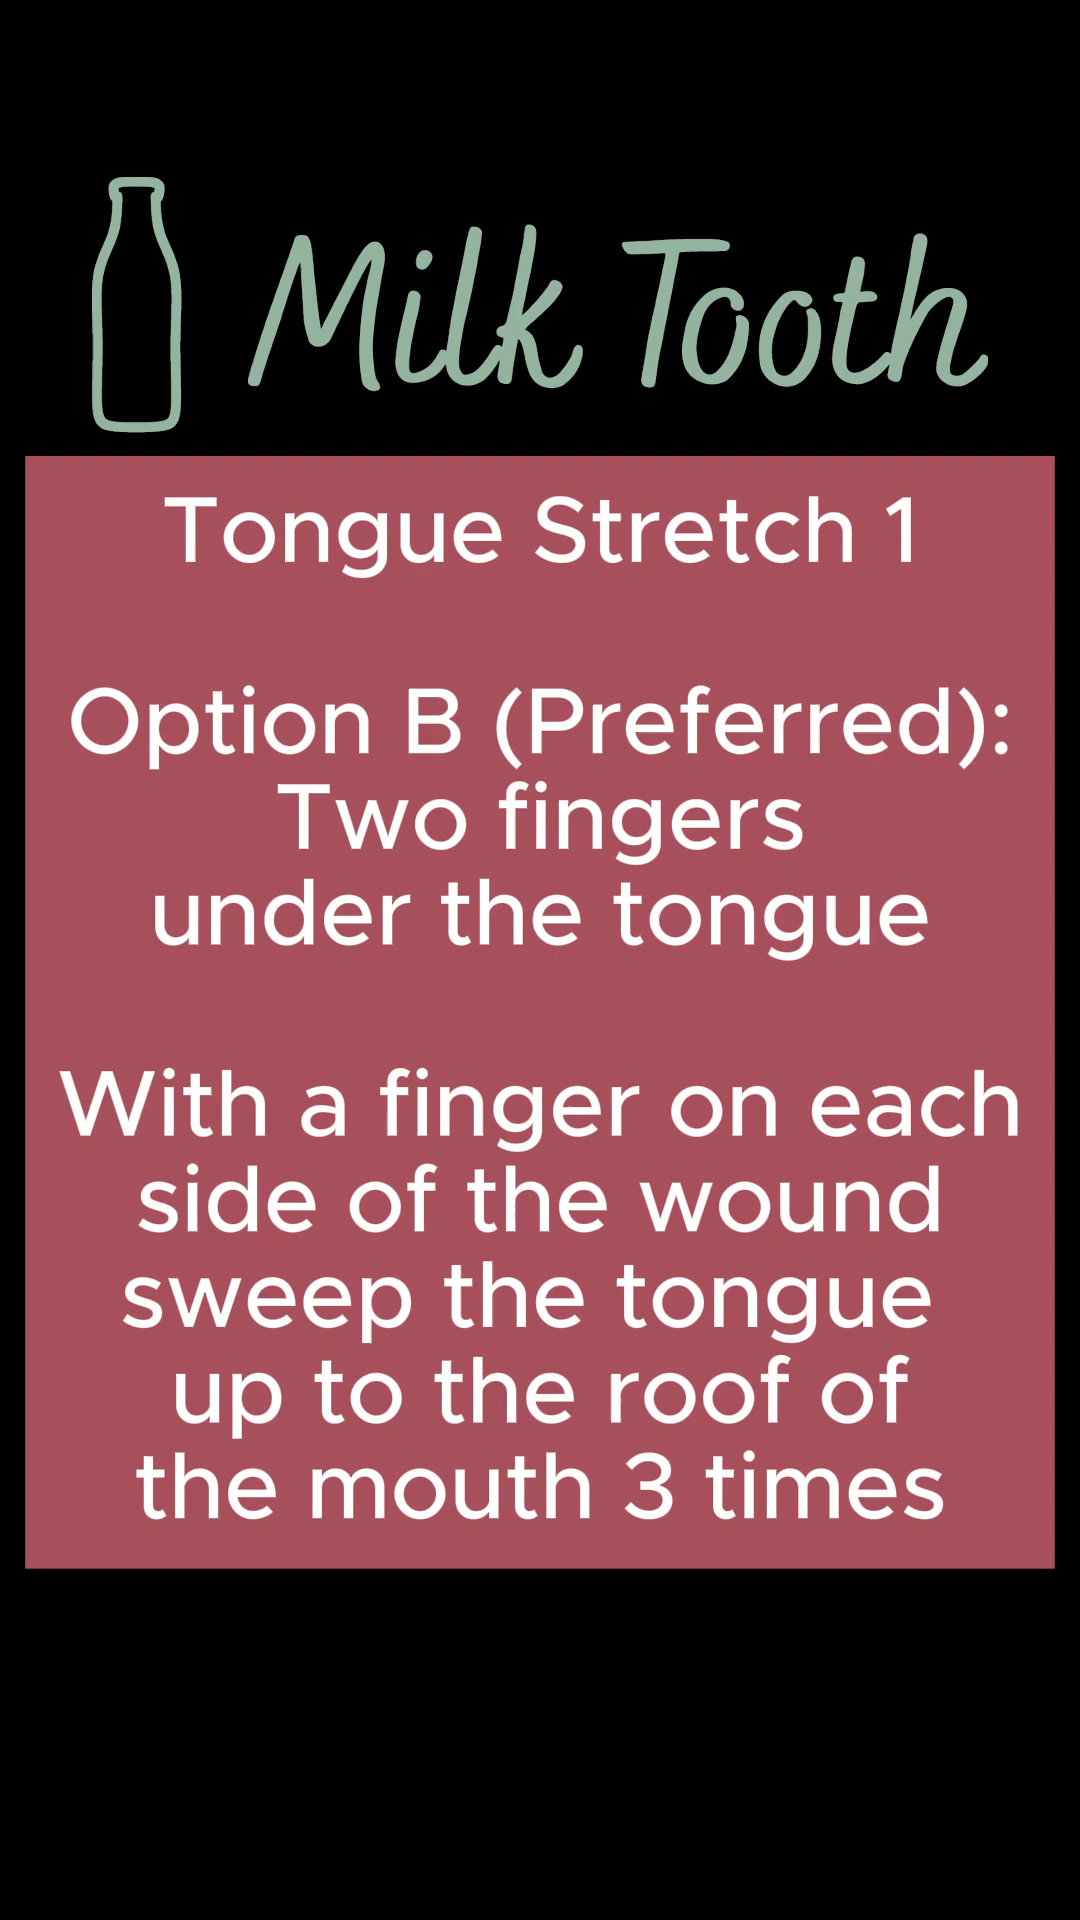 Milk Tooth
Tongue Stretch 1
Option B (Preferred):
Two fingers
under the tongue
With a finger on each
side of the wound
sweep the tongue
up to the roof of
the mouth 3 times